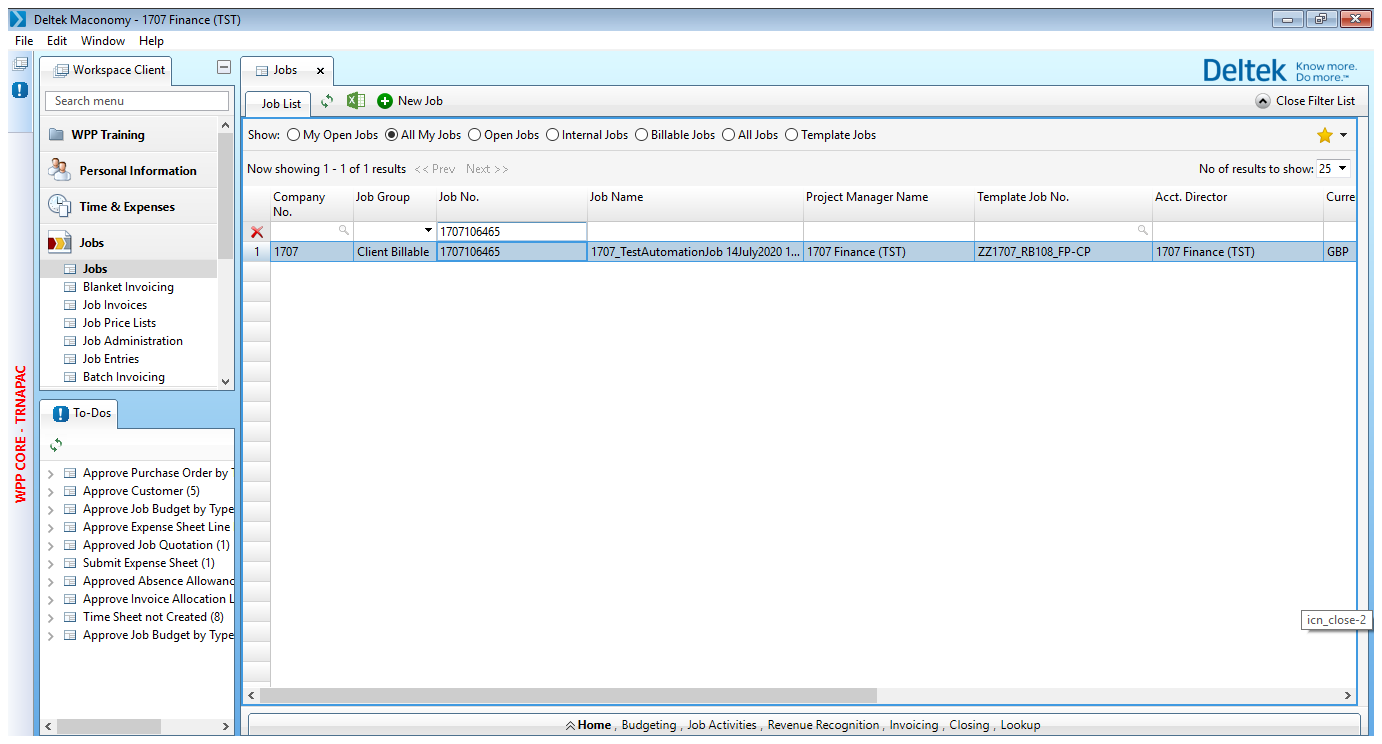 Deltek Maconomy - 1707 Finance (TST)
File Edit Window Help
Workspace Client
Search menu
WPP Training
Personal Information
Time & Expenses
Jobs
Jobs
Blanket Invoicing
Job Invoices
Job Price Lists
Job Administration
Job Entries
Batch Invoicing
WPP CORE - TRNAPAC
To-Dos
Approve Purchase Order by T
Approve Customer (5)
Approve Job Budget by Type
Approve Expense Sheet Line
Approved Job Quotation (1)
Submit Expense Sheet (1)
Approved Absence Allowanc
Approve Invoice Allocation L
Time Sheet not Created (8)
Approve Job Budget by Type
Jobs
Deltek Know more.
Do more.™
Job List New Job Close Filter List
Show: My Open Jobs All My Jobs Open Jobs Internal Jobs Billable Jobs All Jobs Template Jobs
Now showing 1 - 1 of 1 results << Prev Next >> No of results to show: 25
Company No. Job Group Job No. Job Name Project Manager Name Template Job No. Acct. Director Curre
1707106465
1 1707 Client Billable 1707106465 1707_TestAutomationJob 14July2020 1... 1707 Finance (TST) ZZ1707_RB108_FP-CP 1707 Finance (TST) GBP
icn_close-2
Home , Budgeting , Job Activities , Revenue Recognition , Invoicing , Closing , Lookup